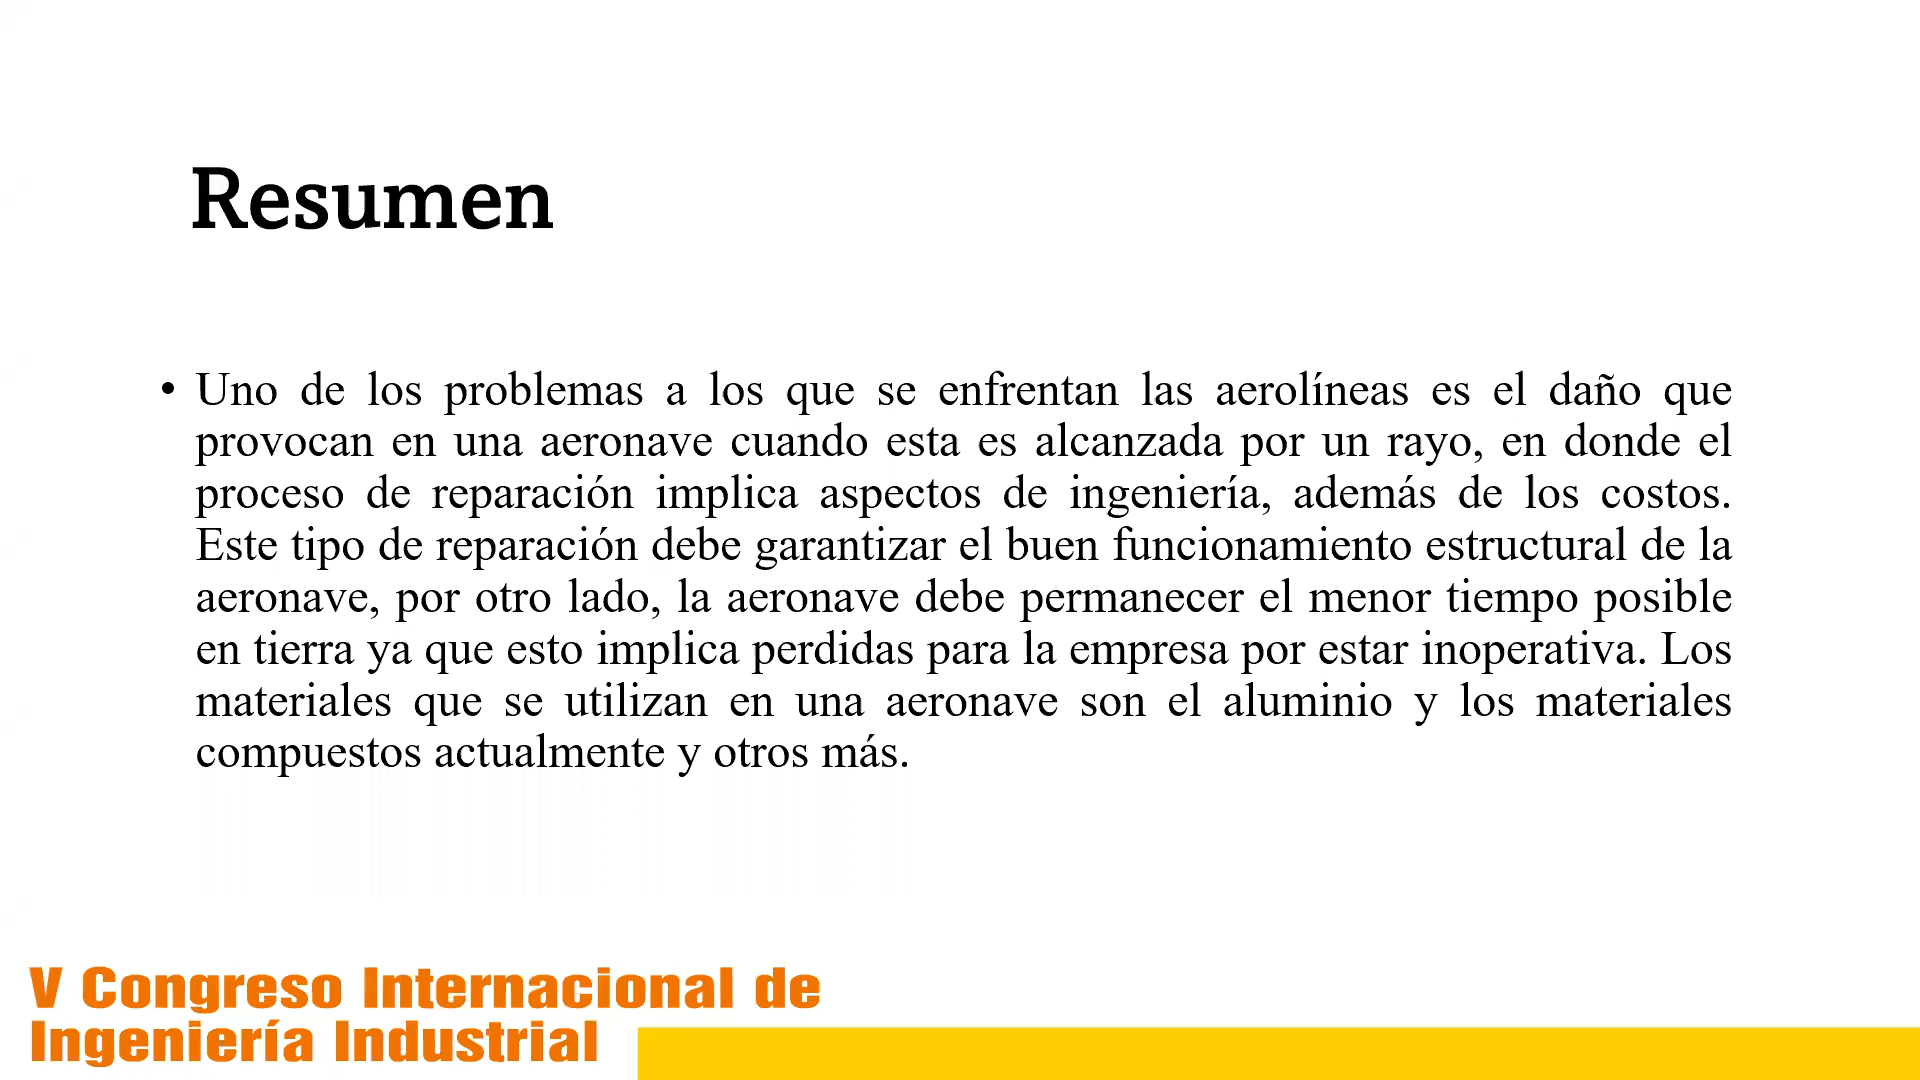 Resumen
• Uno de los problemas a los que se enfrentan las aerolíneas es el daño que
provocan en una aeronave cuando esta es alcanzada por un rayo, en donde el
proceso de reparación implica aspectos de ingeniería, además de los costos.
Este tipo de reparación debe garantizar el buen funcionamiento estructural de la
aeronave, por otro lado, la aeronave debe permanecer el menor tiempo posible
en tierra ya que esto implica perdidas para la empresa por estar inoperativa. Los
materiales que se utilizan en una aeronave son el aluminio y los materiales
compuestos actualmente y otros más.
V Congreso Internacional de
Ingeniería Industrial